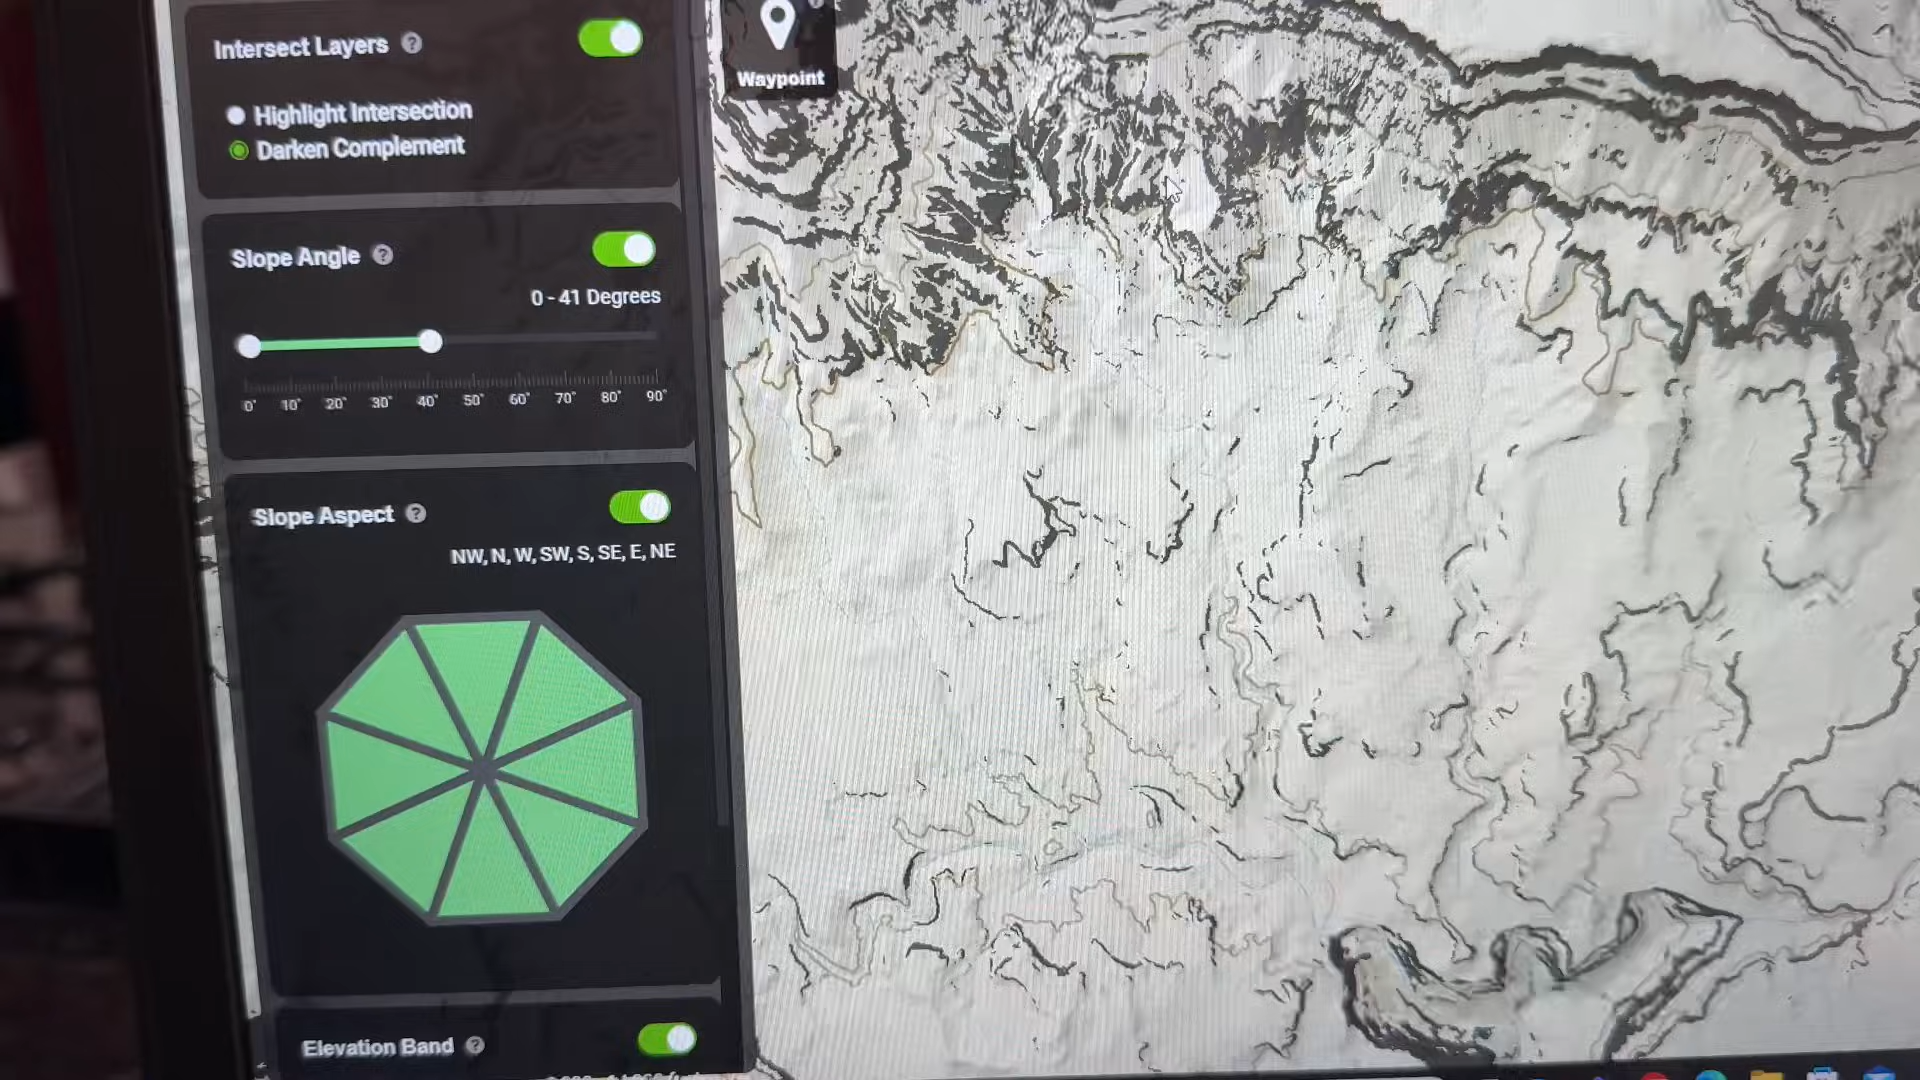 Intersect Layers ?
Highlight Intersection
Darken Complement
Slope Angle ?
0 - 41 Degrees
0° 10° 20° 30° 40° 50° 60° 70° 80° 90°
Slope Aspect ?
NW, N, W, SW, S, SE, E, NE
Elevation Band ?
Waypoint